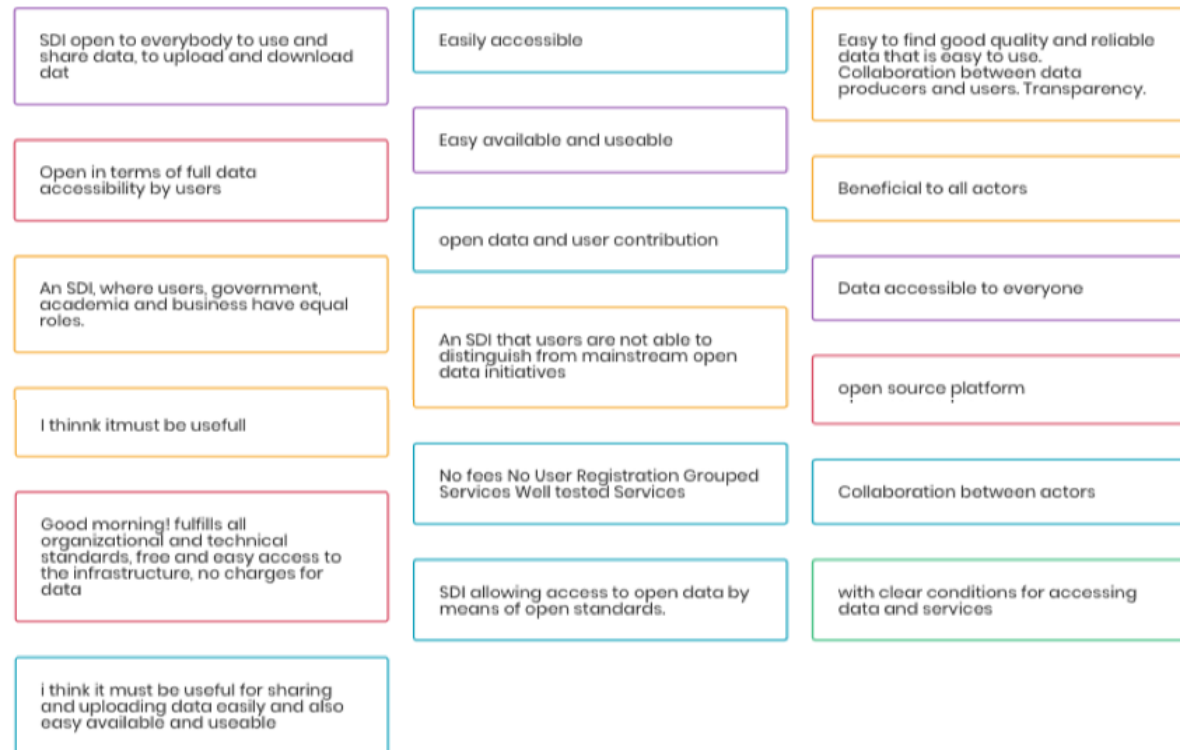 SDI open to everybody to use and
share data, to upload and download
dat
Open in terms of full data
accessibility by users
An SDI, where users, government,
academia and business have equal
roles.
I thinnk itmust be usefull
Good morning! fulfills all
organizational and technical
standards, free and easy access to
the infrastructure, no charges for
data
i think it must be useful for sharing
and uploading data easily and also
easy available and useable
Easily accessible
Easy available and useable
open data and user contribution
An SDI that users are not able to
distinguish from mainstream open
data initiatives
No fees No User Registration Grouped
Services Well tested Services
SDI allowing access to open data by
means of open standards.
Easy to find good quality and reliable
data that is easy to use.
Collaboration between data
producers and users. Transparency.
Beneficial to all actors
Data accessible to everyone
open source platform
Collaboration between actors
with clear conditions for accessing
data and services